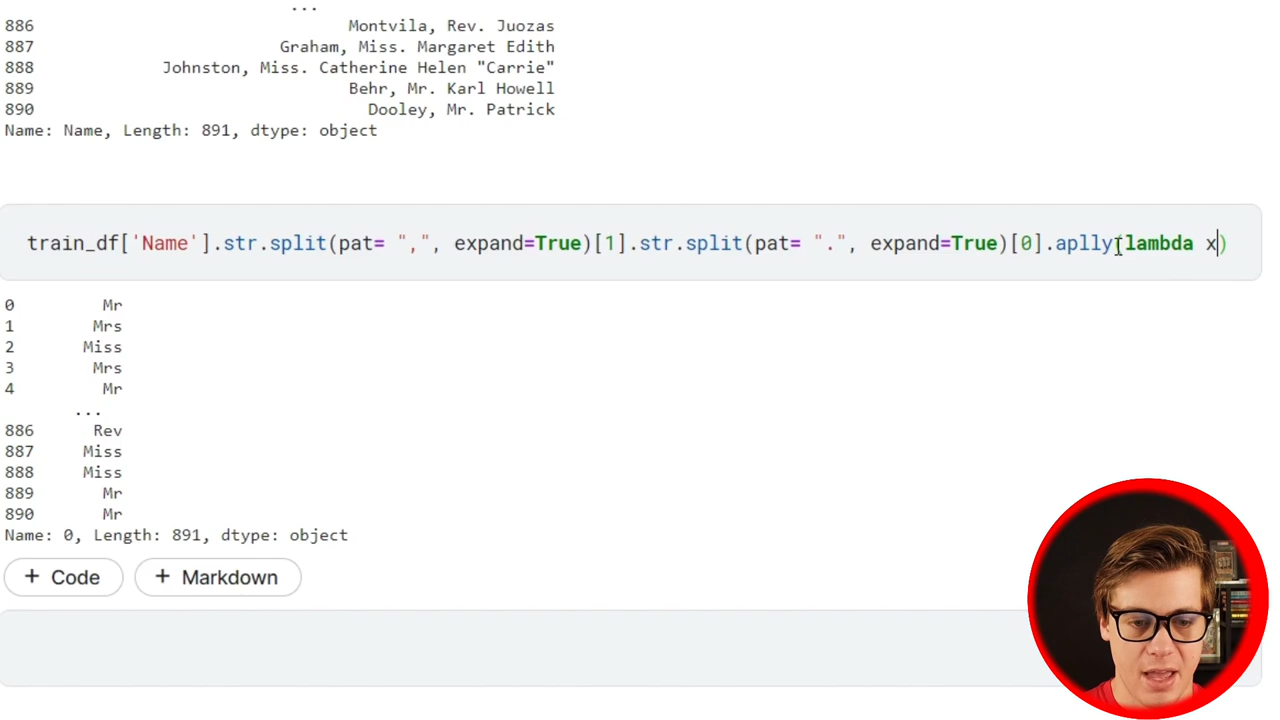 ...
886 Montvila, Rev. Juozas
887 Graham, Miss. Margaret Edith
888 Johnston, Miss. Catherine Helen "Carrie"
889 Behr, Mr. Karl Howell
890 Dooley, Mr. Patrick
Name: Name, Length: 891, dtype: object
train_df['Name'].str.split(pat= ",", expand=True)[1].str.split(pat= ".", expand=True)[0].aplly(lambda x)
0 Mr
1 Mrs
2 Miss
3 Mrs
4 Mr
...
886 Rev
887 Miss
888 Miss
889 Mr
890 Mr
Name: 0, Length: 891, dtype: object
+ Code + Markdown